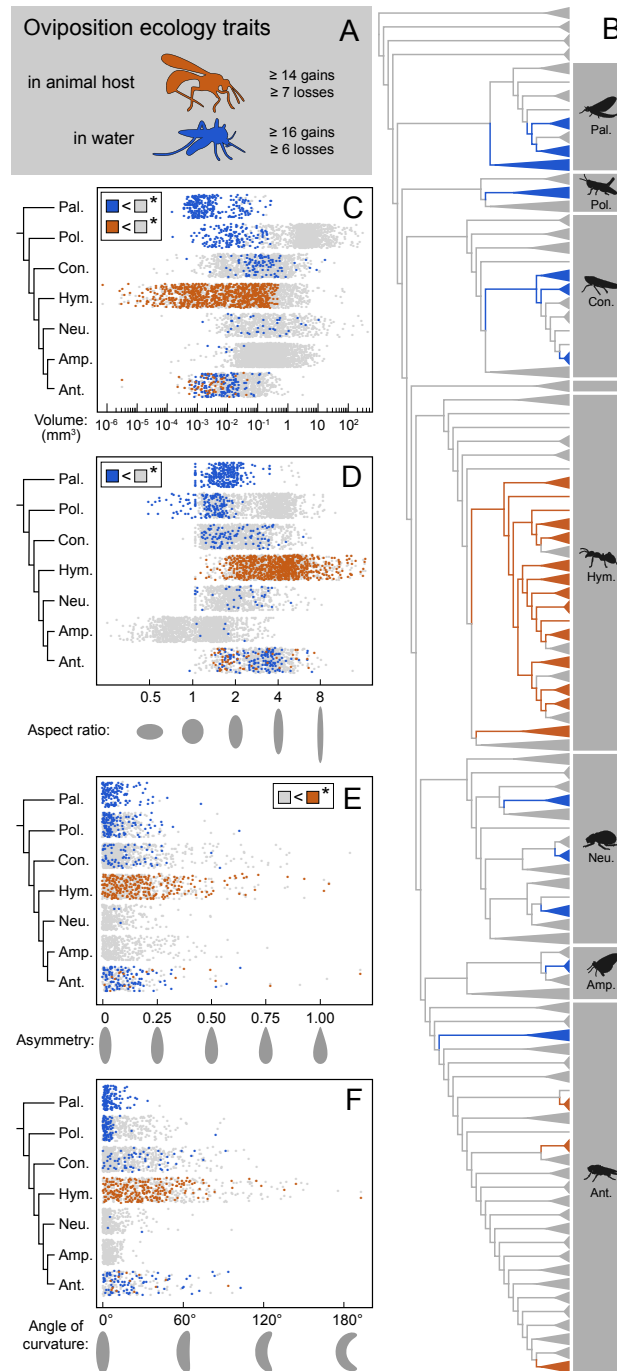 Oviposition ecology traits
A
in animal host
≥ 14 gains
≥ 7 losses
in water
≥ 16 gains
≥ 6 losses
B
Pal.
Pol.
Con.
Hym.
Neu.
Amp.
Ant.
C
< *
< *
Pal.
Pol.
Con.
Hym.
Neu.
Amp.
Ant.
Volume:
(mm³)
10⁻⁶ 10⁻⁵ 10⁻⁴ 10⁻³ 10⁻² 10⁻¹ 1 10¹ 10²
D
< *
Pal.
Pol.
Con.
Hym.
Neu.
Amp.
Ant.
0.5 1 2 4 8
Aspect ratio:
E
< *
Pal.
Pol.
Con.
Hym.
Neu.
Amp.
Ant.
0 0.25 0.50 0.75 1.00
Asymmetry:
F
Pal.
Pol.
Con.
Hym.
Neu.
Amp.
Ant.
0° 60° 120° 180°
Angle of
curvature: